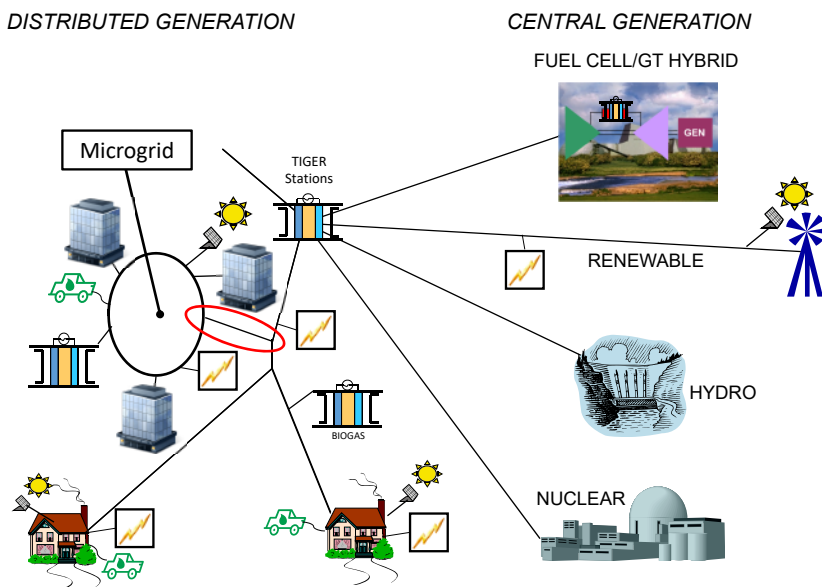 DISTRIBUTED GENERATION
CENTRAL GENERATION
FUEL CELL/GT HYBRID
GEN
Microgrid
TIGER
Stations
RENEWABLE
HYDRO
BIOGAS
NUCLEAR